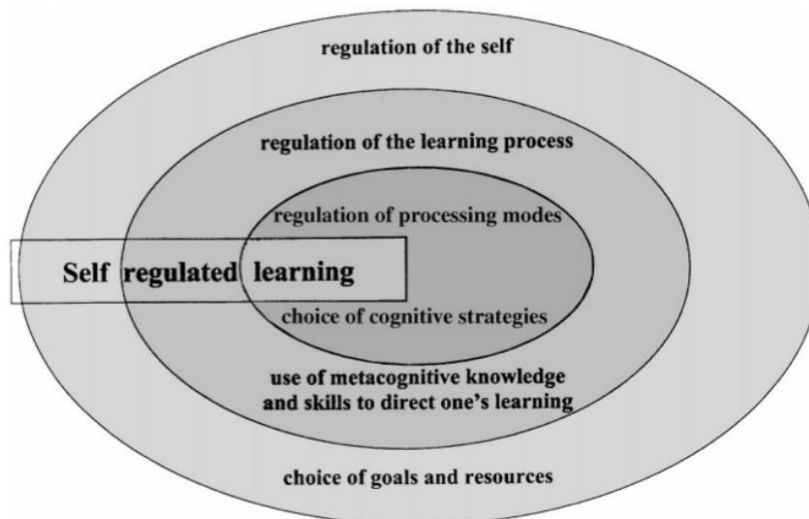 regulation of the self
regulation of the learning process
regulation of processing modes
Self regulated learning
choice of cognitive strategies
use of metacognitive knowledge
and skills to direct one's learning
choice of goals and resources